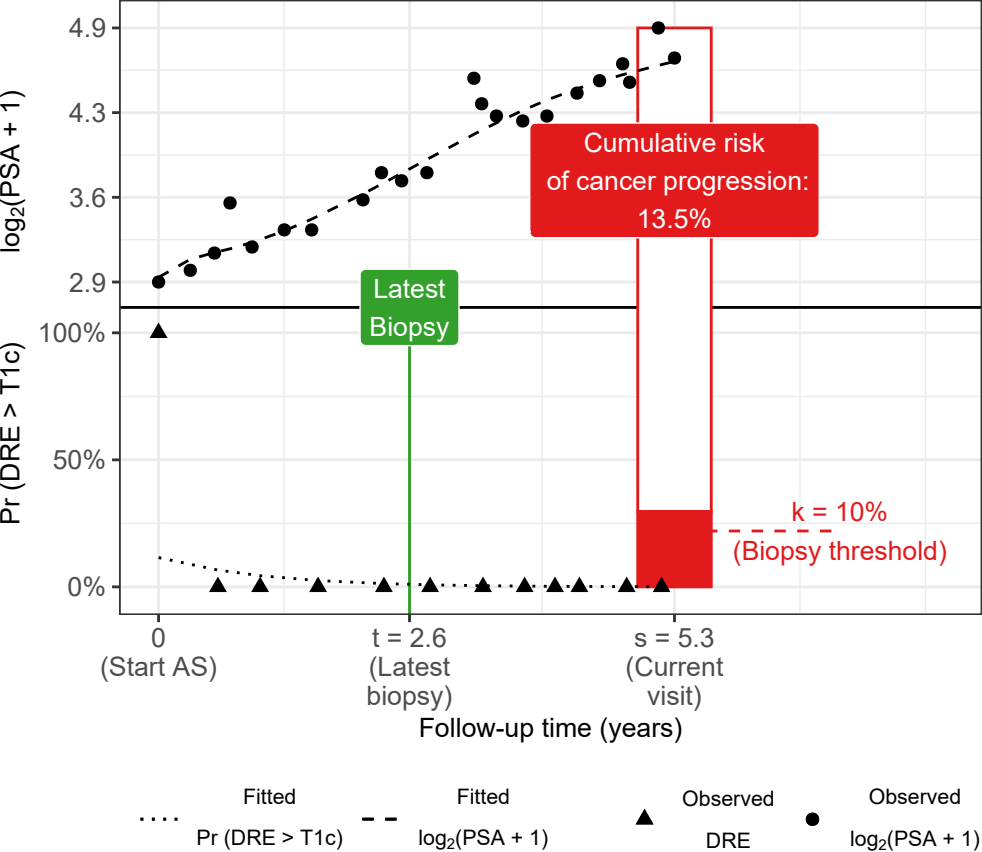 log₂(PSA + 1)
4.9
4.3
3.6
2.9
Cumulative risk
of cancer progression:
13.5%
Latest
Biopsy
Pr (DRE > T1c)
100%
50%
0%
k = 10%
(Biopsy threshold)
0
(Start AS)
t = 2.6
(Latest
biopsy)
s = 5.3
(Current
visit)
Follow-up time (years)
Fitted
Pr (DRE > T1c)
Fitted
log₂(PSA + 1)
Observed
DRE
Observed
log₂(PSA + 1)